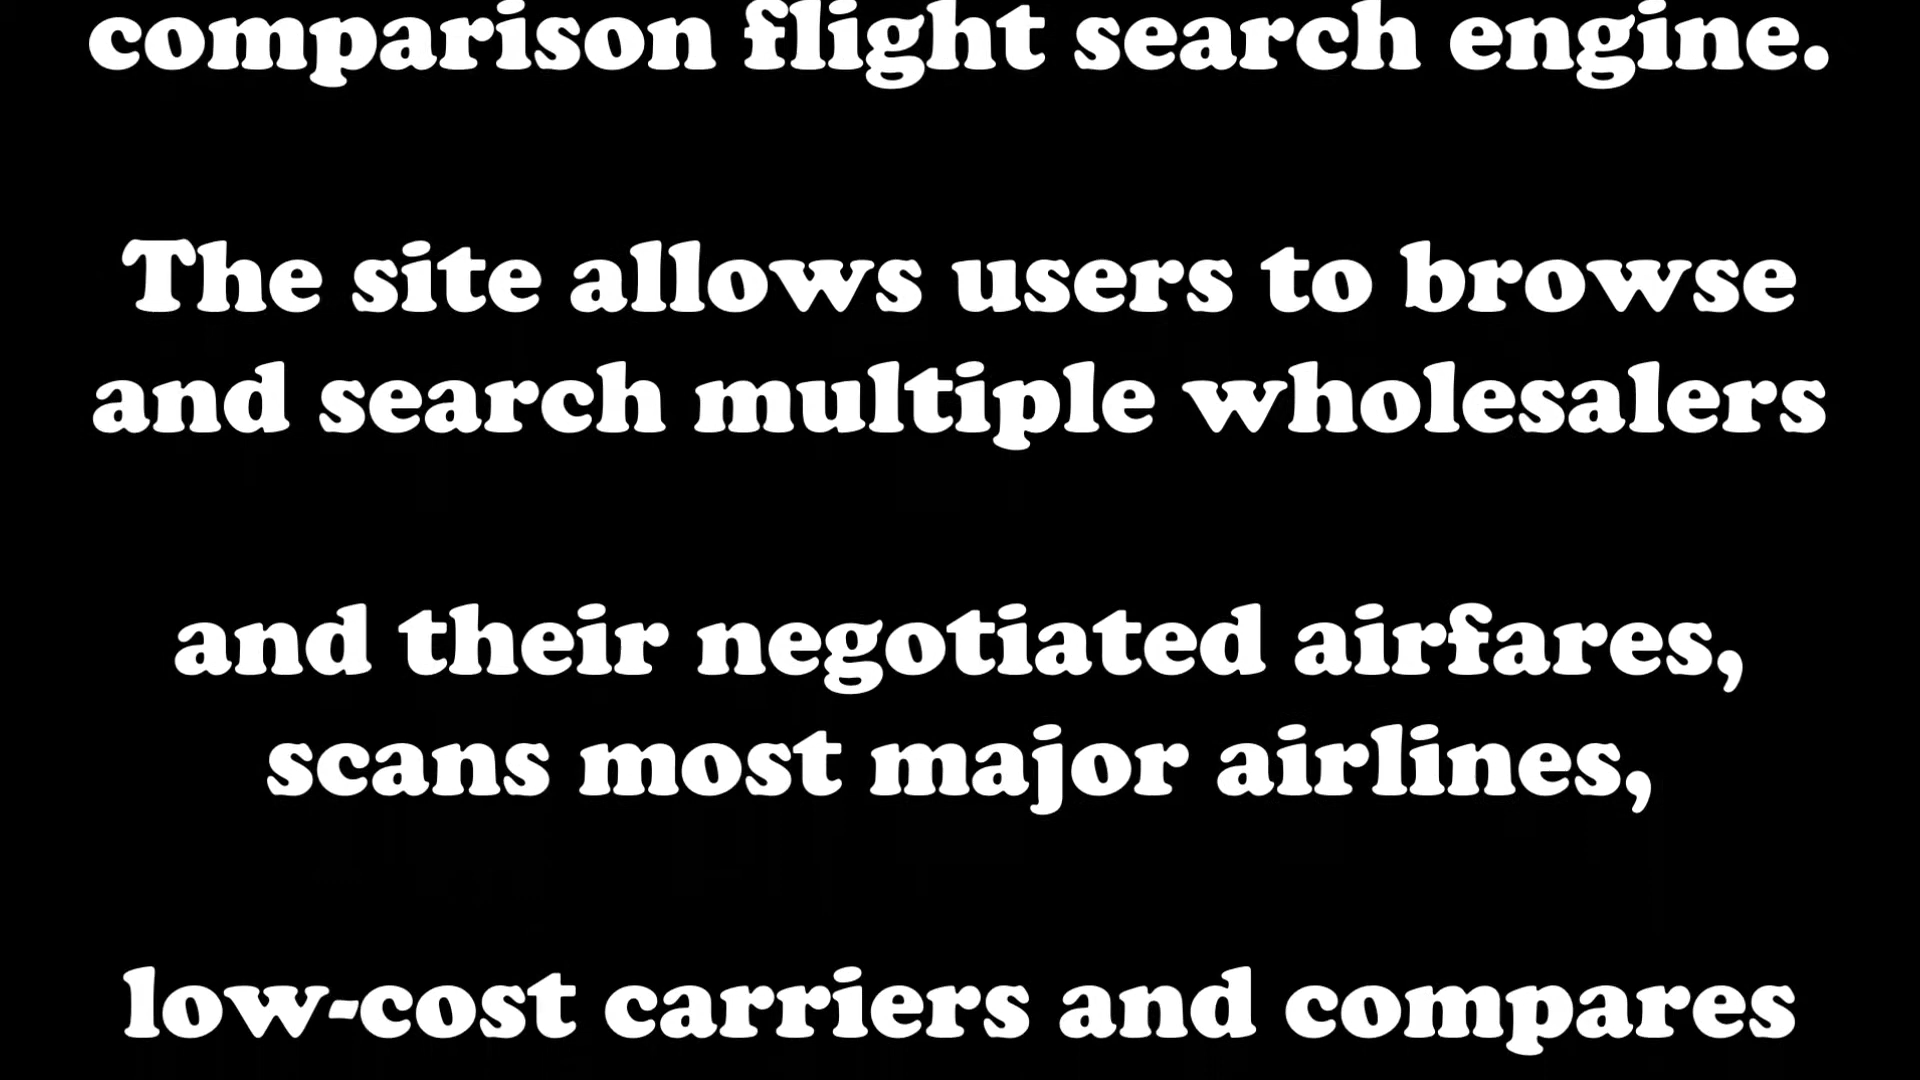 comparison flight search engine.
The site allows users to browse
and search multiple wholesalers
and their negotiated airfares,
scans most major airlines,
low-cost carriers and compares